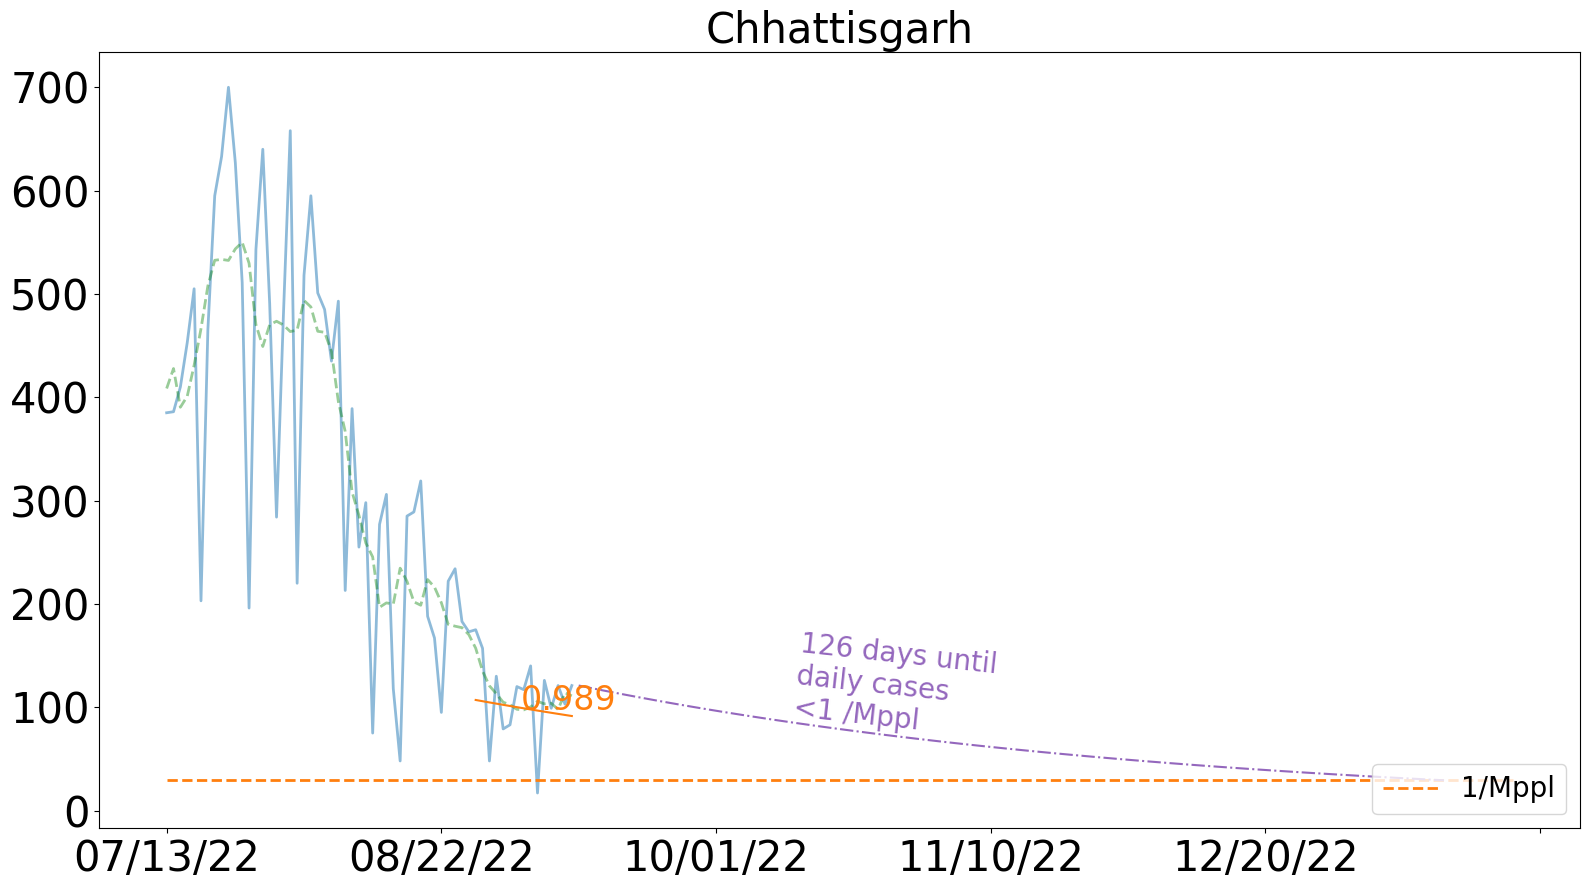 Chhattisgarh
700
600
500
400
300
200
100
0
126 days until
daily cases
<1 /Mppl
0.989
1/Mppl
07/13/22
08/22/22
10/01/22
11/10/22
12/20/22